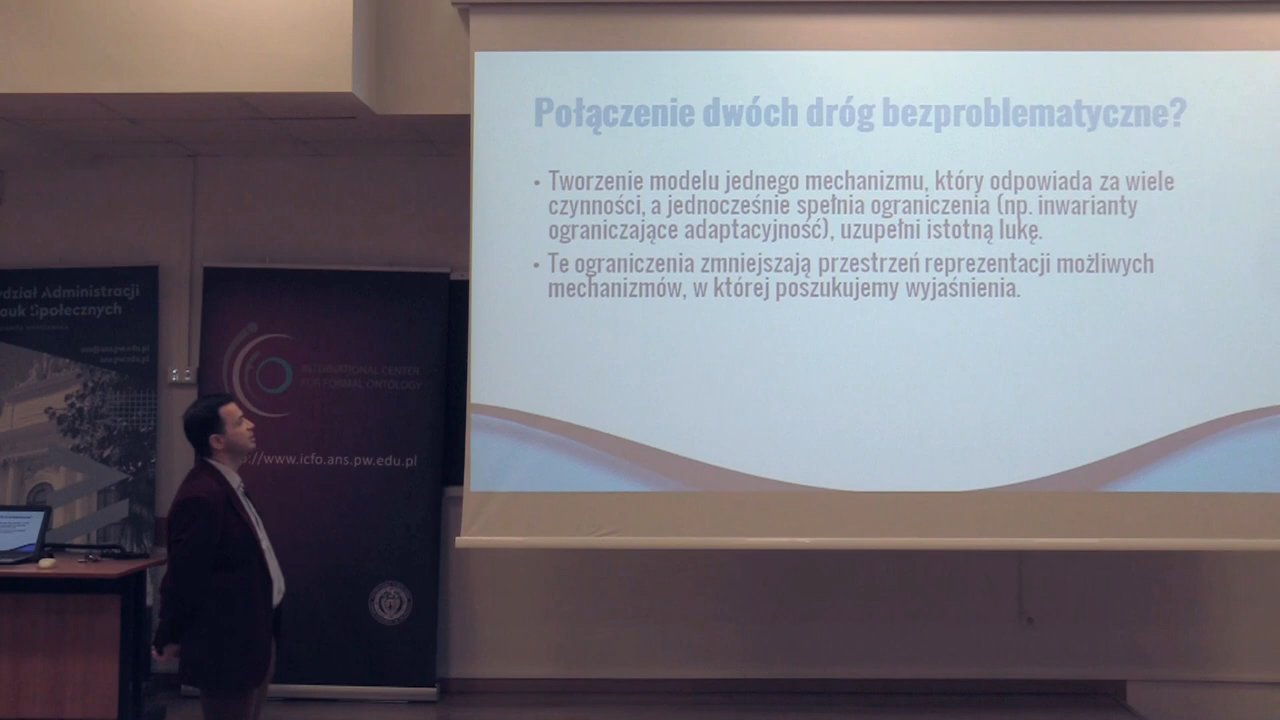 Połączenie dwóch dróg bezproblematyczne?
• Tworzenie modelu jednego mechanizmu, który odpowiada za wiele
czynności, a jednocześnie spełnia ograniczenia (np. inwarianty
ograniczające adaptacyjność), uzupełni istotną lukę.
• Te ograniczenia zmniejszają przestrzeń reprezentacji możliwych
mechanizmów, w której poszukujemy wyjaśnienia.
ydział Administracji
auk Społecznych
INTERNATIONAL CENTER
FOR FORMAL ONTOLOGY
://www.icfo.ans.pw.edu.pl